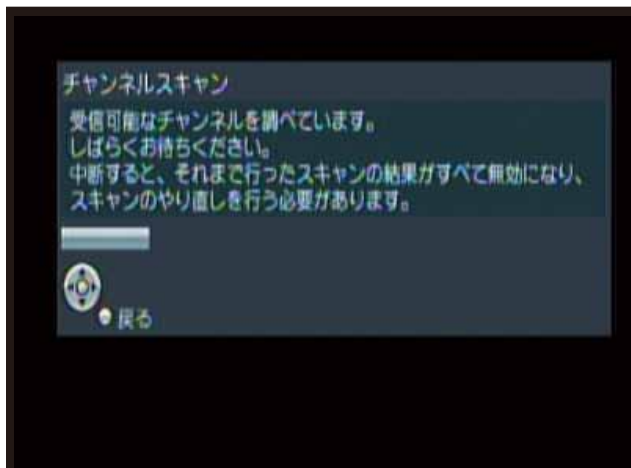 チャンネルスキャン
受信可能なチャンネルを調べています。
しばらくお待ちください。
中断すると、それまで行ったスキャンの結果がすべて無効になり、
スキャンのやり直しを行う必要があります。
戻る